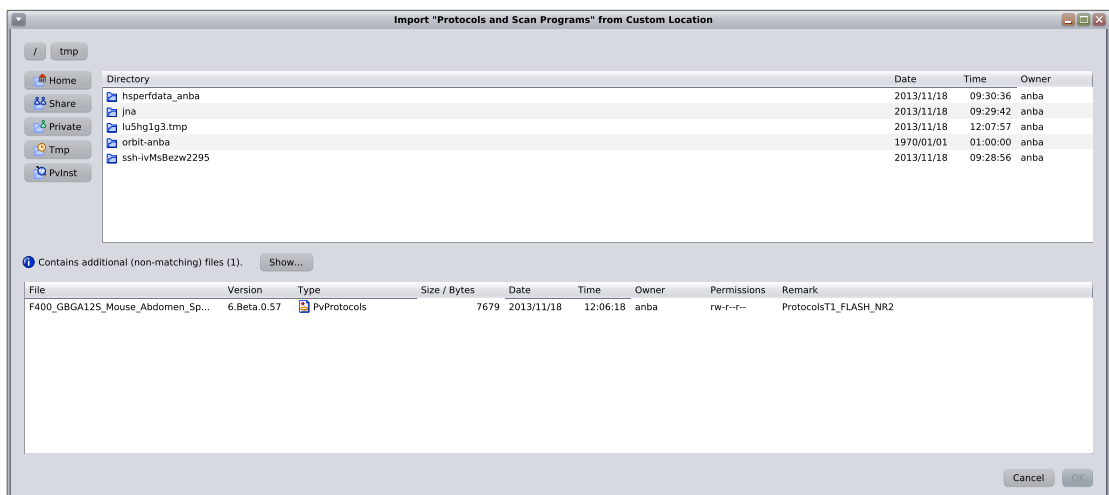 Import "Protocols and Scan Programs" from Custom Location
/ tmp
Home
Share
Private
Tmp
PvInst
Directory Date Time Owner
hsperfdata_anba 2013/11/18 09:30:36 anba
jna 2013/11/18 09:29:42 anba
lu5hg1g3.tmp 2013/11/18 12:07:57 anba
orbit-anba 1970/01/01 01:00:00 anba
ssh-ivMsBezw2295 2013/11/18 09:28:56 anba
Contains additional (non-matching) files (1). Show...
File Version Type Size / Bytes Date Time Owner Permissions Remark
F400_GBGA12S_Mouse_Abdomen_Sp... 6.Beta.0.57 PvProtocols 7679 2013/11/18 12:06:18 anba rw-r--r-- ProtocolsT1_FLASH_NR2
Cancel OK